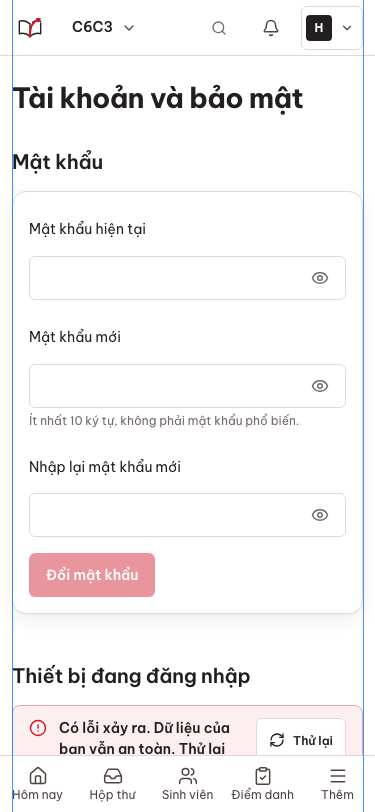 C6C3
H
Tài khoản và bảo mật
Mật khẩu
Mật khẩu hiện tại
Mật khẩu mới
Ít nhất 10 ký tự, không phải mật khẩu phổ biến.
Nhập lại mật khẩu mới
Đổi mật khẩu
Thiết bị đang đăng nhập
Có lỗi xảy ra. Dữ liệu của
bạn vẫn an toàn. Thử lại
Thử lại
Hôm nay
Hộp thư
Sinh viên
Điểm danh
Thêm